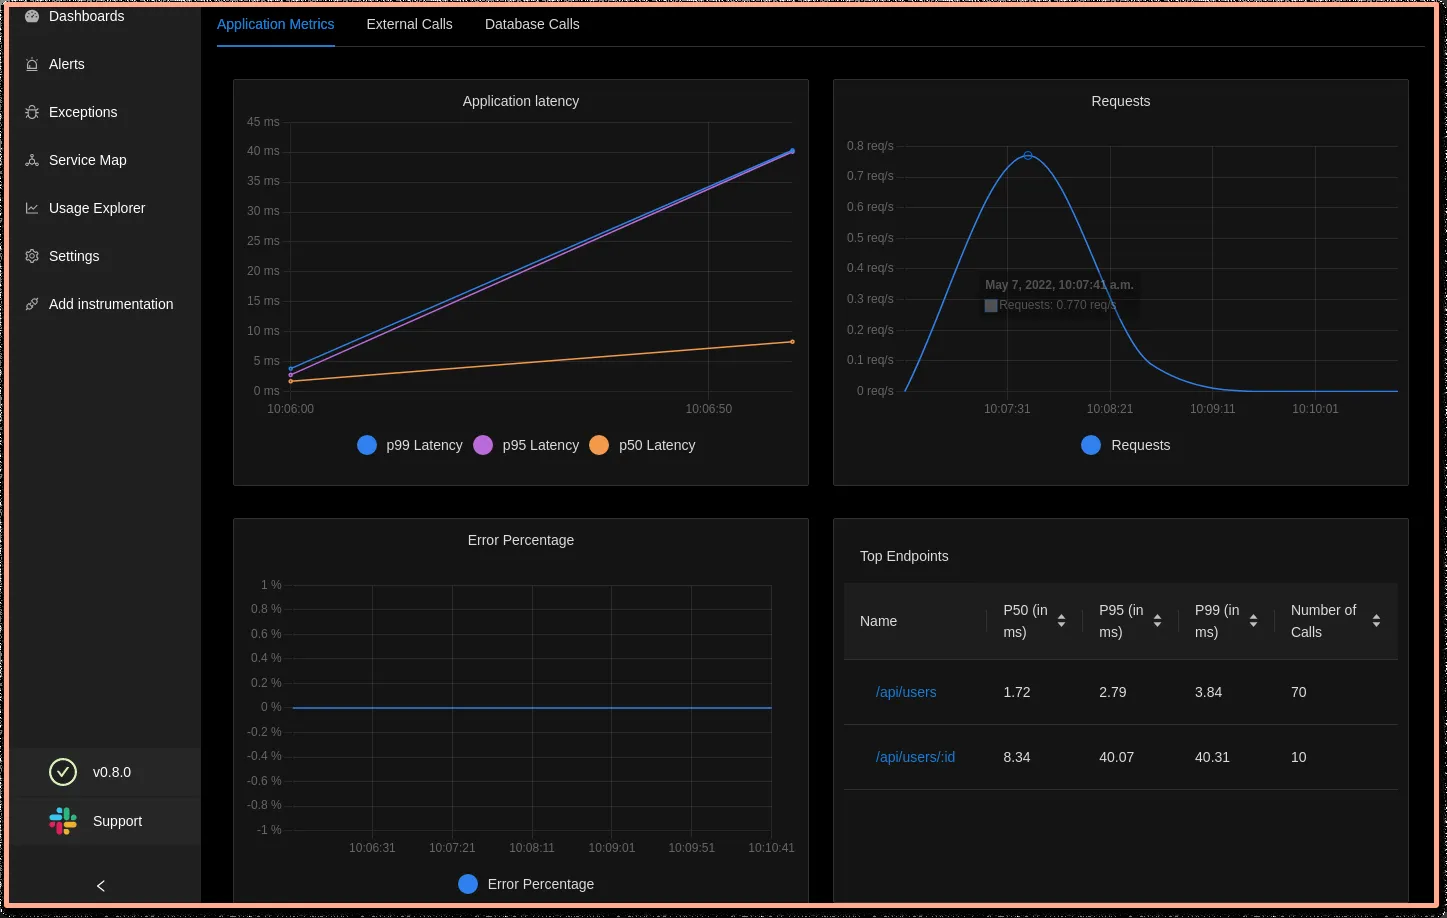 Dashboards
Alerts
Exceptions
Service Map
Usage Explorer
Settings
Add instrumentation
v0.8.0
Support
Application Metrics
External Calls
Database Calls
Application latency
45 ms
40 ms
35 ms
30 ms
25 ms
20 ms
15 ms
10 ms
5 ms
0 ms
10:06:00
10:06:50
p99 Latency
p95 Latency
p50 Latency
Requests
0.8 req/s
0.7 req/s
0.6 req/s
0.5 req/s
0.4 req/s
0.3 req/s
0.2 req/s
0.1 req/s
0 req/s
May 7, 2022, 10:07:41 a.m.
Requests: 0.770 req/s
10:07:31
10:08:21
10:09:11
10:10:01
Requests
Error Percentage
1 %
0.8 %
0.6 %
0.4 %
0.2 %
0 %
-0.2 %
-0.4 %
-0.6 %
-0.8 %
-1 %
10:06:31
10:07:21
10:08:11
10:09:01
10:09:51
10:10:41
Error Percentage
Top Endpoints
Name
P50 (in
ms)
P95 (in
ms)
P99 (in
ms)
Number of
Calls
/api/users 1.72 2.79 3.84 70
/api/users/:id 8.34 40.07 40.31 10